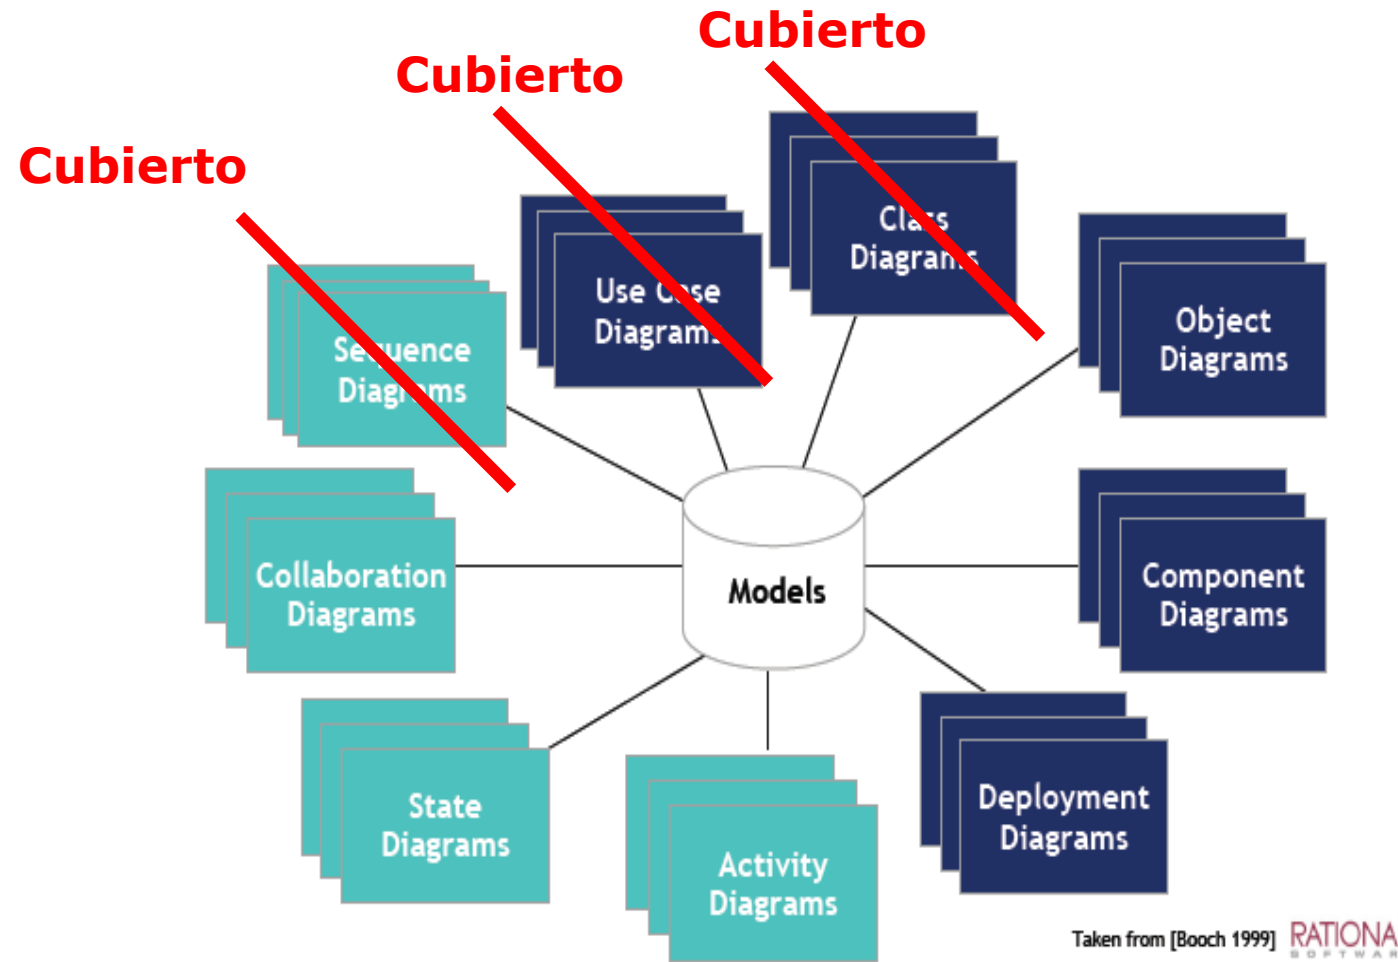 Cubierto
Cubierto
Cubierto
Class
Diagrams
Use Case
Diagrams
Object
Diagrams
Sequence
Diagrams
Collaboration
Diagrams
Models
Component
Diagrams
State
Diagrams
Activity
Diagrams
Deployment
Diagrams
Taken from [Booch 1999]
RATIONA
SOFTWAR